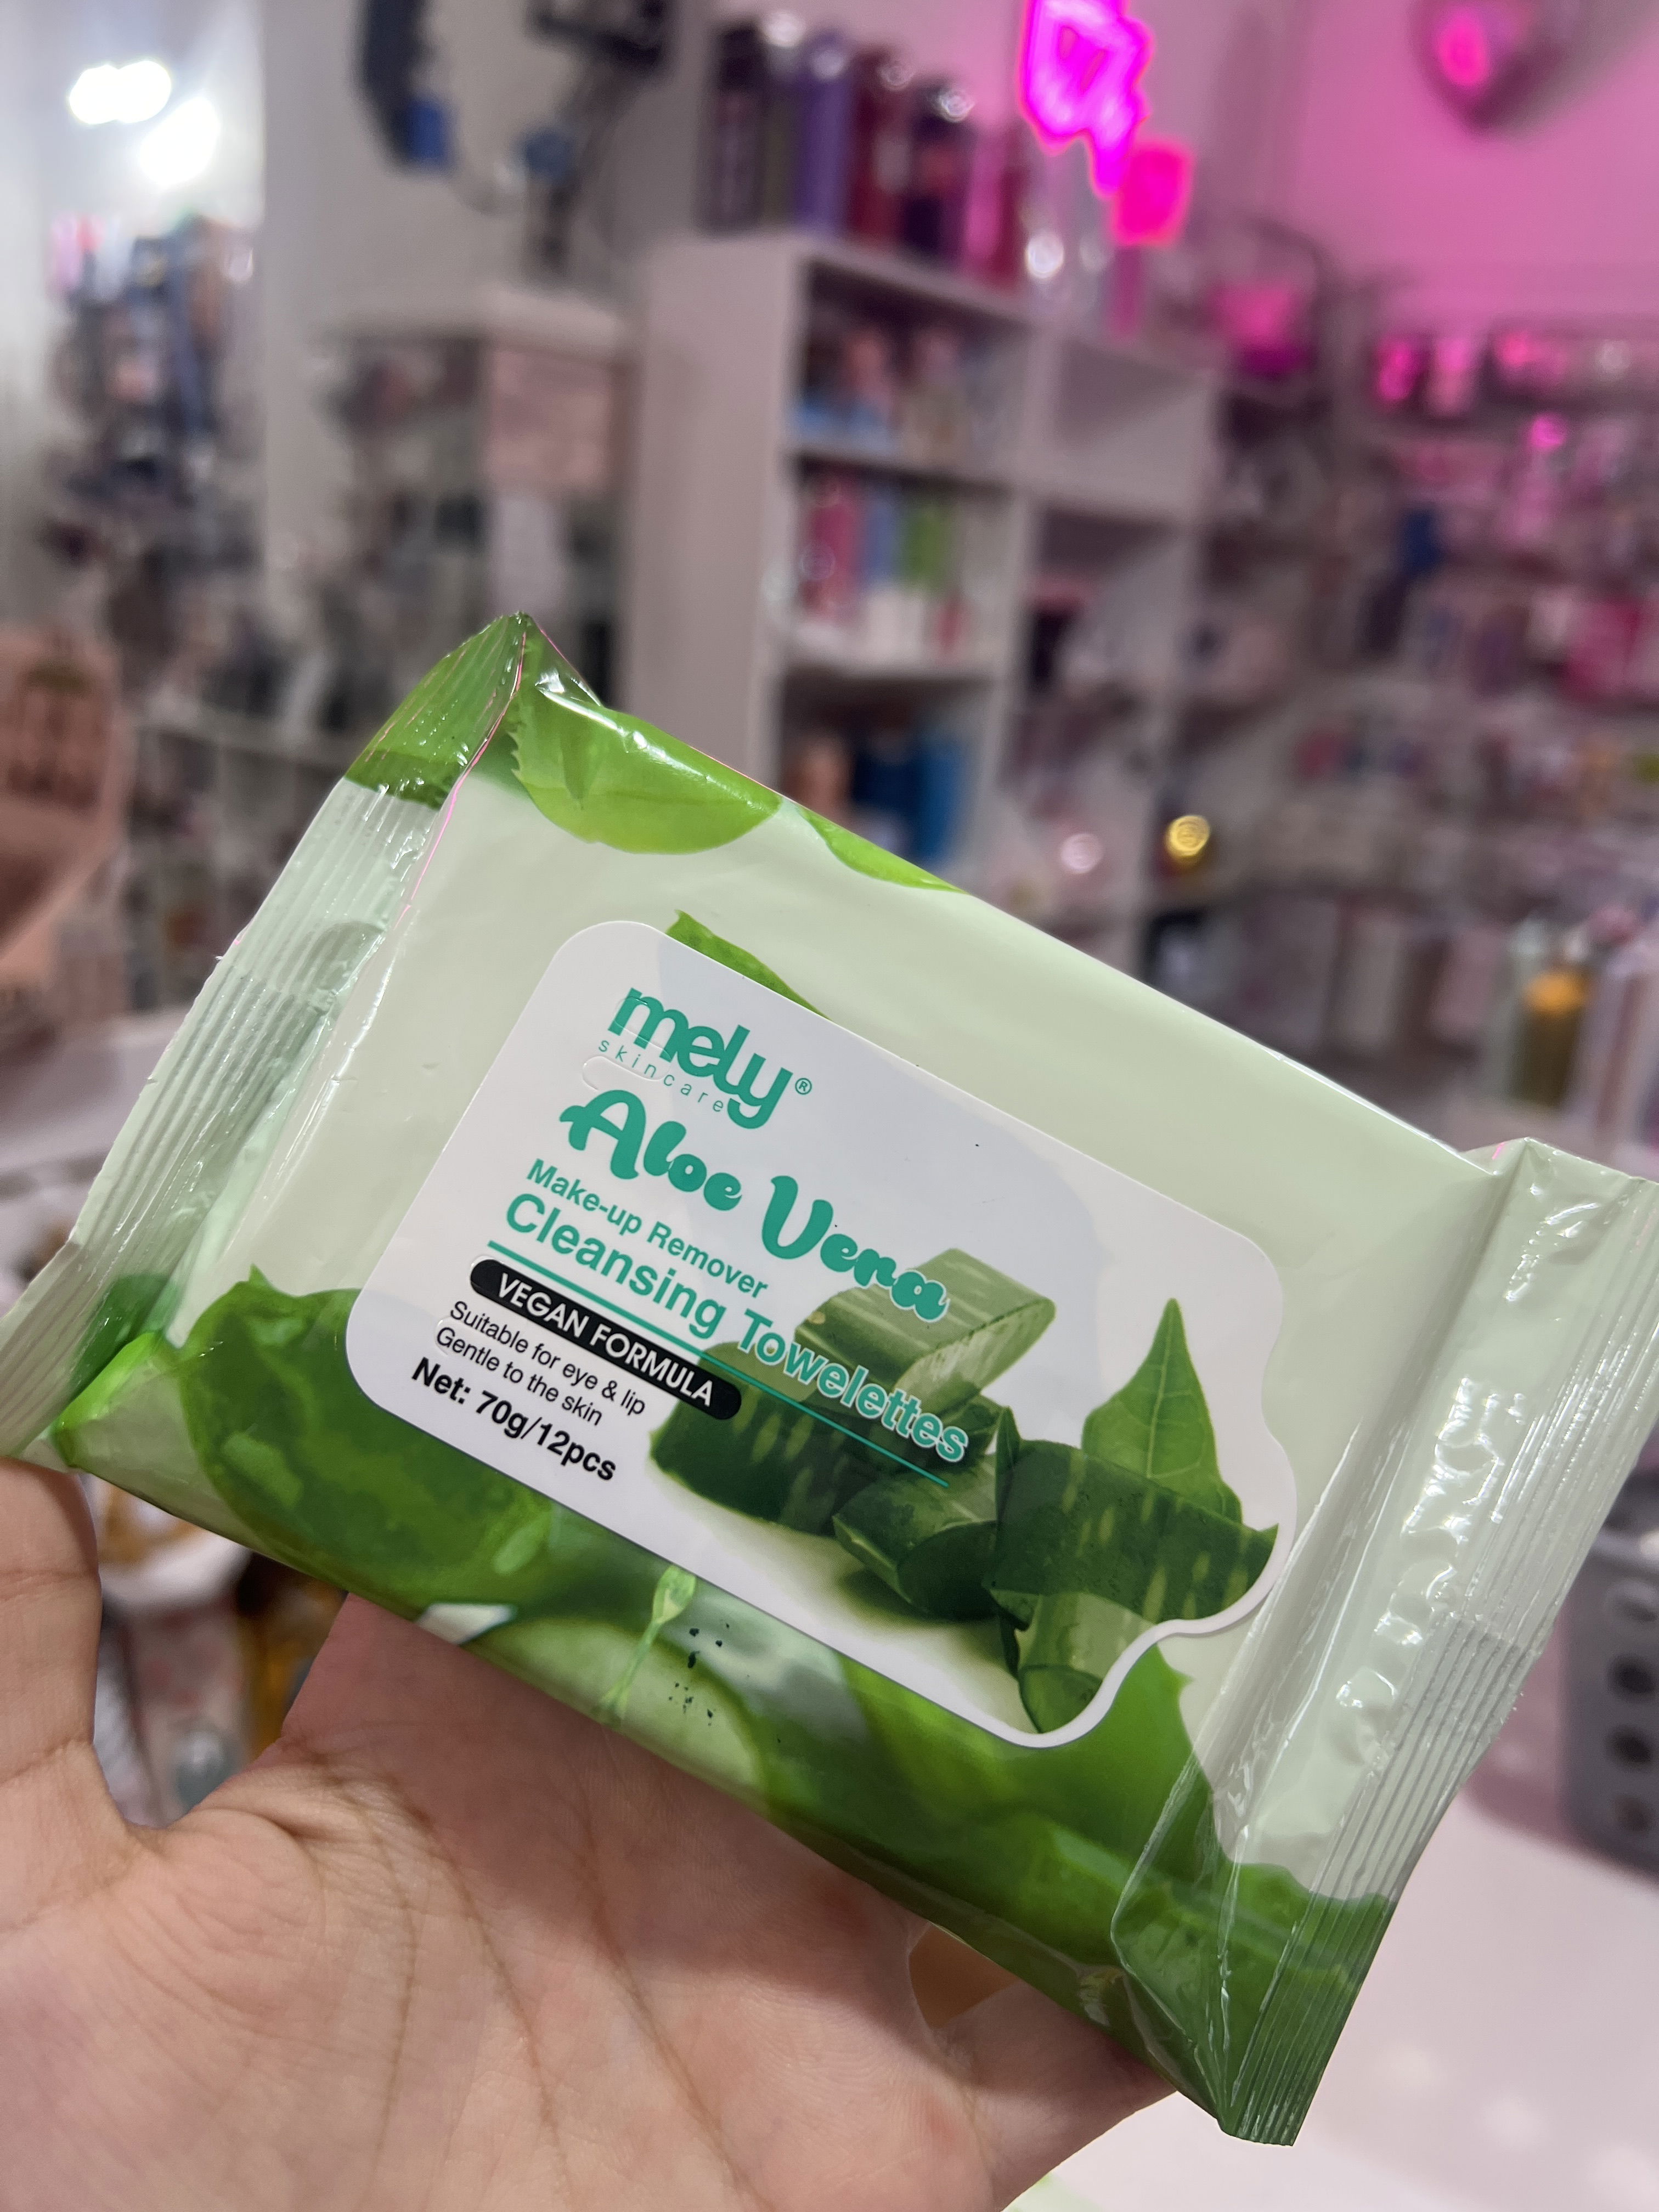 mely®
skincare
Aloe Vera
Make-up Remover
Cleansing Towelettes
VEGAN FORMULA
Suitable for eye & lip
Gentle to the skin
Net: 70g/12pcs